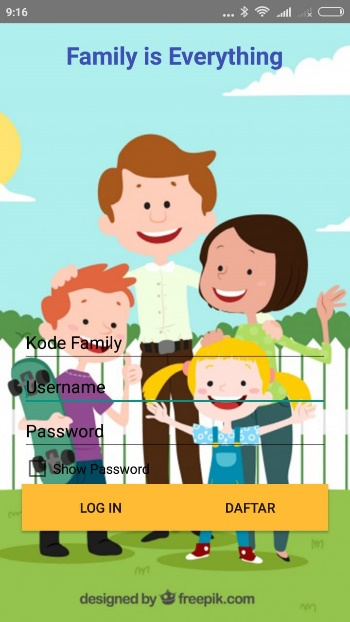 9:16
Family is Everything
Kode Family
Username
Password
Show Password
LOG IN DAFTAR
designed by freepik.com